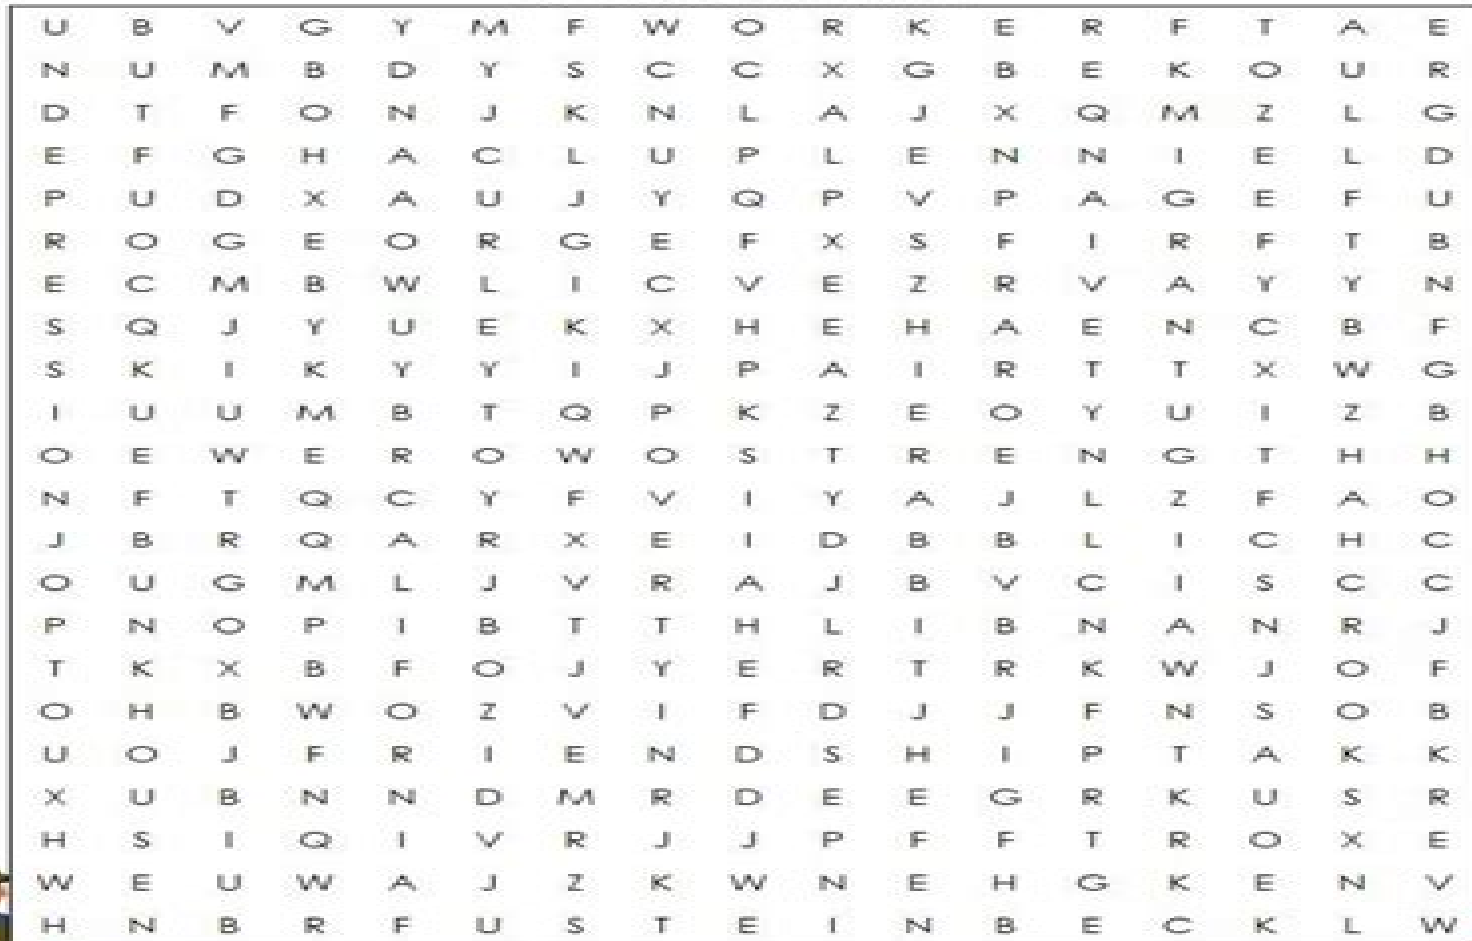 U B V G Y M F W O R K E R F T A E
N U M B D Y S C C X G B E K O U R
D T F O N J K N L A J X Q M Z L G
E F G H A C L U P L E N N I E L D
P U D X A U J Y Q P V P A G E F U
R O G E O R G E F X S F I R F T B
E C M B W L I C V E Z R V A Y Y N
S Q J Y U E K X H E H A E N C B F
S K I K Y Y I J P A I R T T X W G
I U U M B T Q P K Z E O Y U I Z B
O E W E R O W O S T R E N G T H H
N F T Q C Y F V I Y A J L Z F A O
J B R Q A R X E I D B B L I C H C
O U G M L J V R A J B V C I S C C
P N O P I B T T H L I B N A N R J
T K X B F O J Y E R T R K W J O F
O H B W O Z V I F D J J F N S O B
U O J F R I E N D S H I P T A K K
X U B N N D M R D E E G R K U S R
H S I Q I V R J J P F F T R O X E
W E U W A J Z K W N E H G K E N V
H N B R F U S T E I N B E C K L W